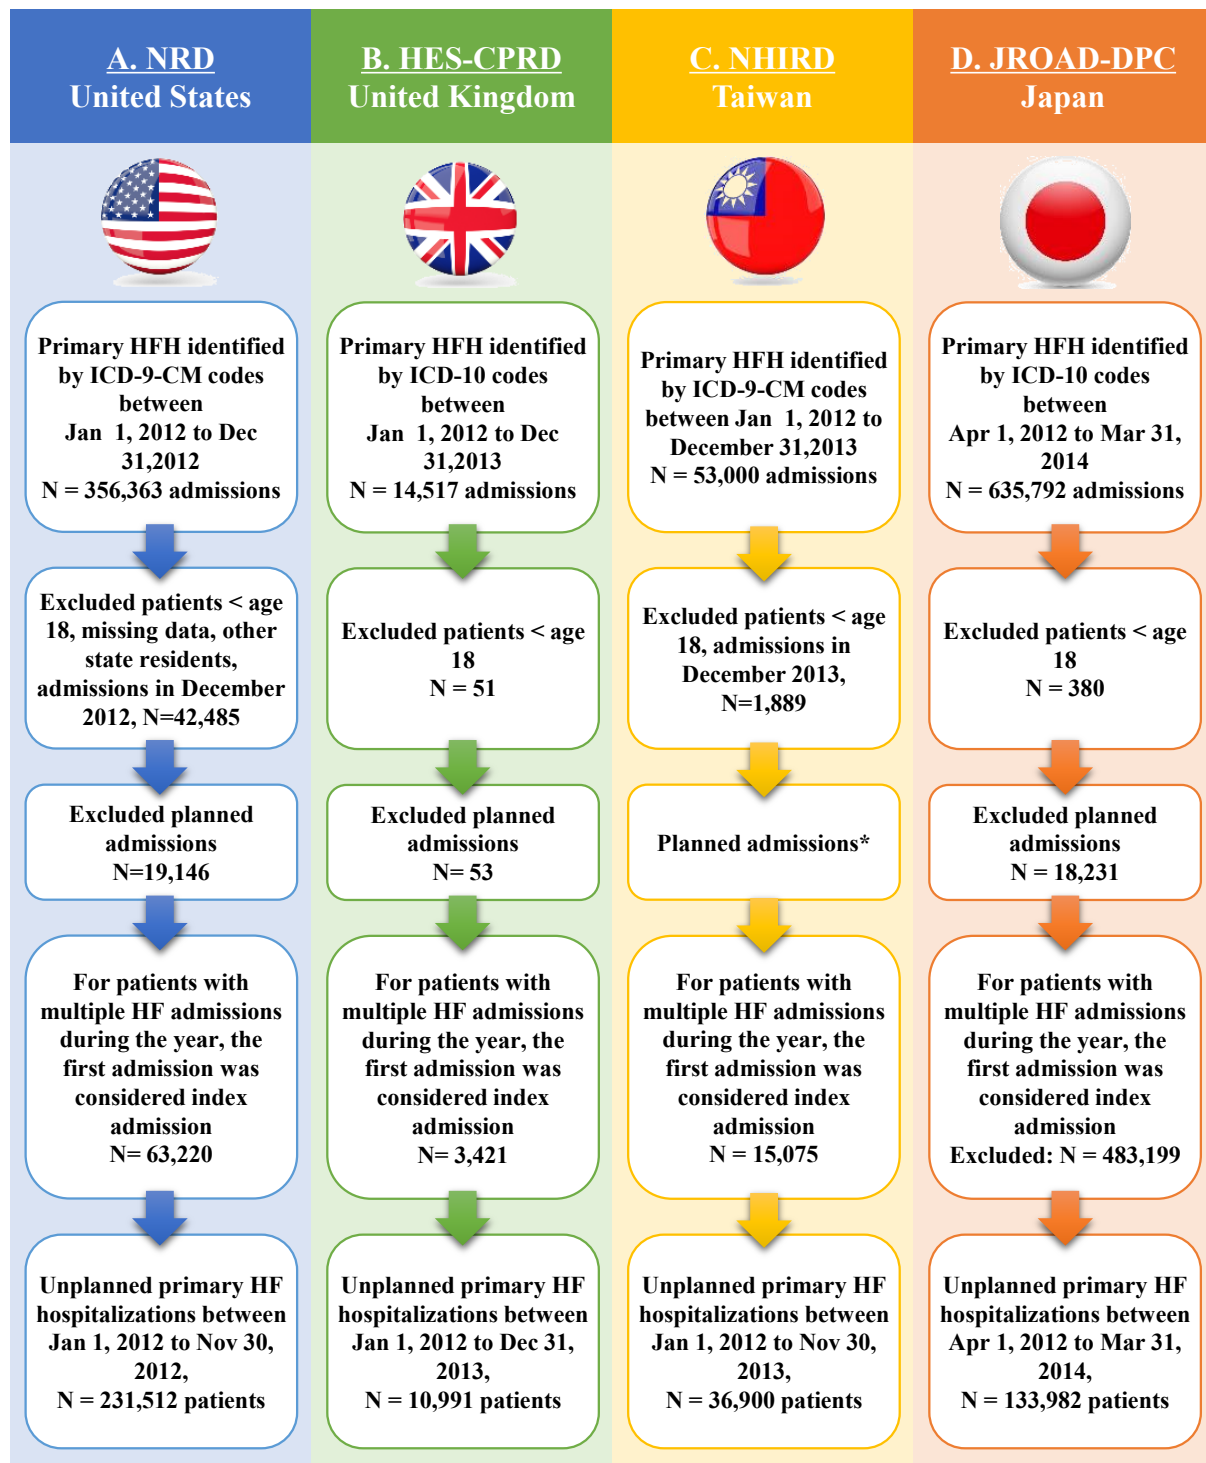 A. NRD
United States
B. HES-CPRD
United Kingdom
C. NHIRD
Taiwan
D. JROAD-DPC
Japan
Primary HFH identified
by ICD-9-CM codes
between
Jan 1, 2012 to Dec
31,2012
N = 356,363 admissions
Excluded patients < age
18, missing data, other
state residents,
admissions in December
2012, N=42,485
Excluded planned
admissions
N=19,146
For patients with
multiple HF admissions
during the year, the
first admission was
considered index
admission
N= 63,220
Unplanned primary HF
hospitalizations between
Jan 1, 2012 to Nov 30,
2012,
N = 231,512 patients
Primary HFH identified
by ICD-10 codes
between
Jan 1, 2012 to Dec
31,2013
N = 14,517 admissions
Excluded patients < age
18
N = 51
Excluded planned
admissions
N= 53
For patients with
multiple HF admissions
during the year, the
first admission was
considered index
admission
N= 3,421
Unplanned primary HF
hospitalizations between
Jan 1, 2012 to Dec 31,
2013,
N = 10,991 patients
Primary HFH identified
by ICD-9-CM codes
between Jan 1, 2012 to
December 31,2013
N = 53,000 admissions
Excluded patients < age
18, admissions in
December 2013,
N=1,889
Planned admissions*
For patients with
multiple HF admissions
during the year, the
first admission was
considered index
admission
N = 15,075
Unplanned primary HF
hospitalizations between
Jan 1, 2012 to Nov 30,
2013,
N = 36,900 patients
Primary HFH identified
by ICD-10 codes
between
Apr 1, 2012 to Mar 31,
2014
N = 635,792 admissions
Excluded patients < age
18
N = 380
Excluded planned
admissions
N = 18,231
For patients with
multiple HF admissions
during the year, the
first admission was
considered index
admission
Excluded: N = 483,199
Unplanned primary HF
hospitalizations between
Apr 1, 2012 to Mar 31,
2014,
N = 133,982 patients